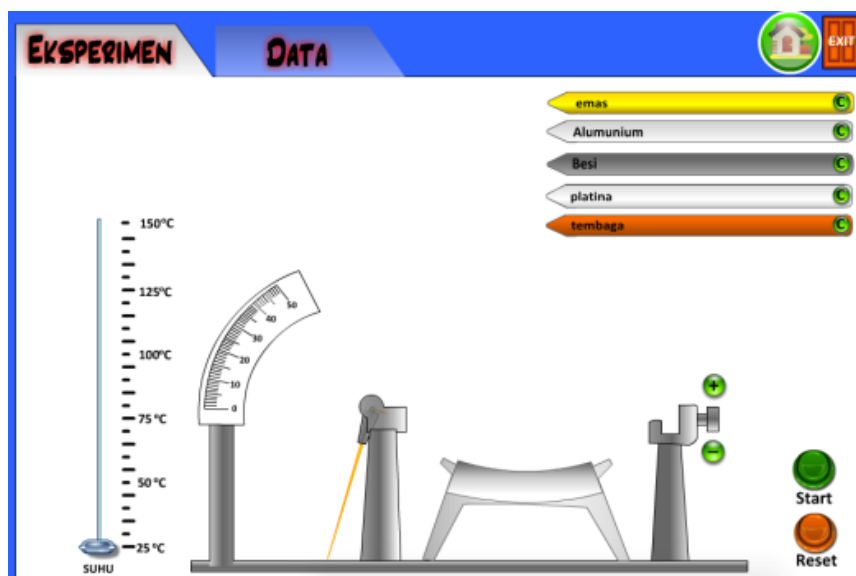 EKSPERIMEN
DATA
EXIT
emas C
Alumunium C
Besi C
platina C
tembaga C
150°C
125°C
100°C
75°C
50°C
25°C
SUHU
50
40
30
20
10
0
+
−
Start
Reset